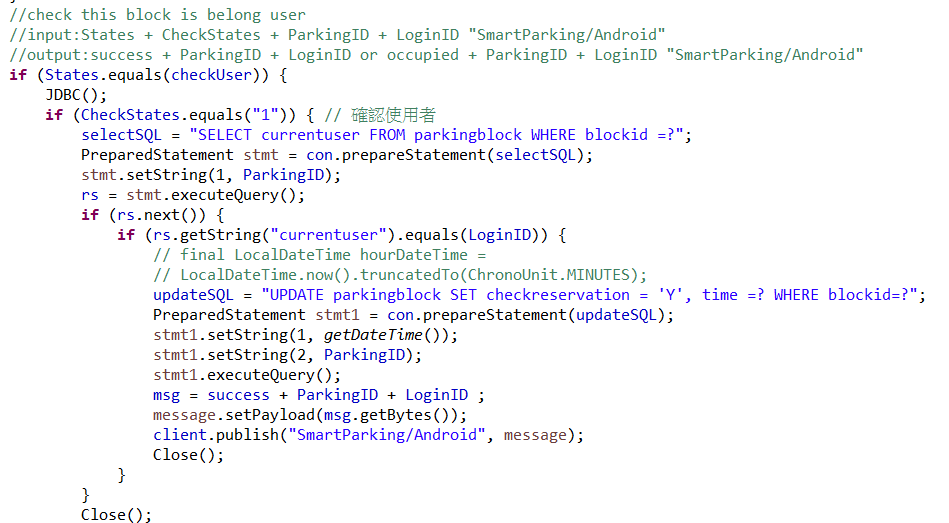 //check this block is belong user
//input:States + CheckStates + ParkingID + LoginID "SmartParking/Android"
//output:success + ParkingID + LoginID or occupied + ParkingID + LoginID "SmartParking/Android"
if (States.equals(checkUser)) {
    JDBC();
    if (CheckStates.equals("1")) { // 確認使用者
        selectSQL = "SELECT currentuser FROM parkingblock WHERE blockid =?";
        PreparedStatement stmt = con.prepareStatement(selectSQL);
        stmt.setString(1, ParkingID);
        rs = stmt.executeQuery();
        if (rs.next()) {
            if (rs.getString("currentuser").equals(LoginID)) {
                // final LocalDateTime hourDateTime =
                // LocalDateTime.now().truncatedTo(ChronoUnit.MINUTES);
                updateSQL = "UPDATE parkingblock SET checkreservation = 'Y', time =? WHERE blockid=?";
                PreparedStatement stmt1 = con.prepareStatement(updateSQL);
                stmt1.setString(1, getDateTime());
                stmt1.setString(2, ParkingID);
                stmt1.executeQuery();
                msg = success + ParkingID + LoginID ;
                message.setPayload(msg.getBytes());
                client.publish("SmartParking/Android", message);
                Close();
            }
        }
        Close();